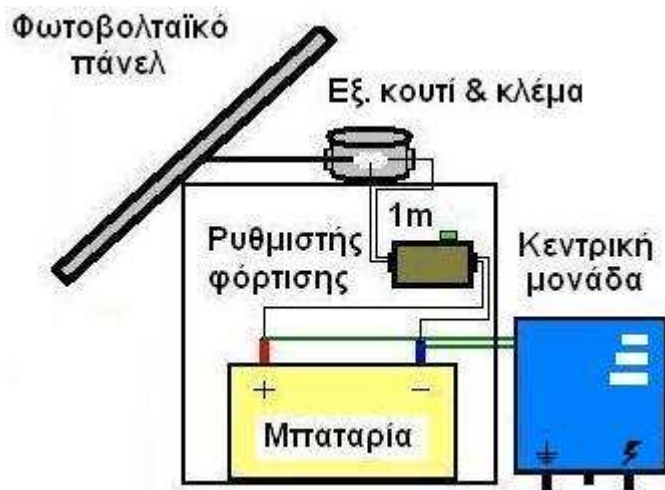 Φωτοβολταϊκό
πάνελ
Εξ. κουτί & κλέμα
1m
Ρυθμιστής
φόρτισης
Κεντρική
μονάδα
+ −
Μπαταρία